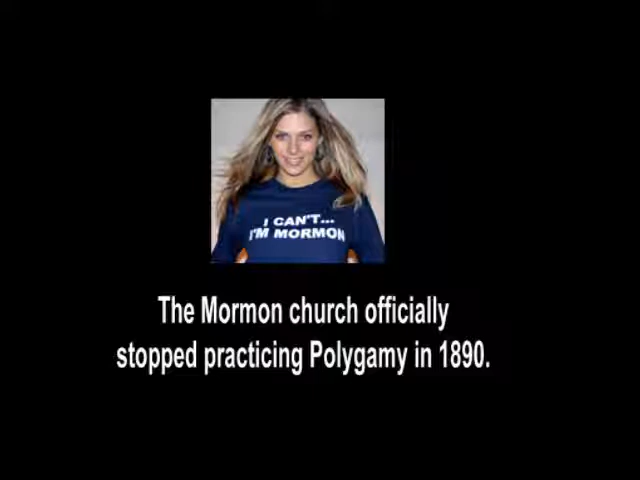 I CAN'T...
I'M MORMON
The Mormon church officially
stopped practicing Polygamy in 1890.